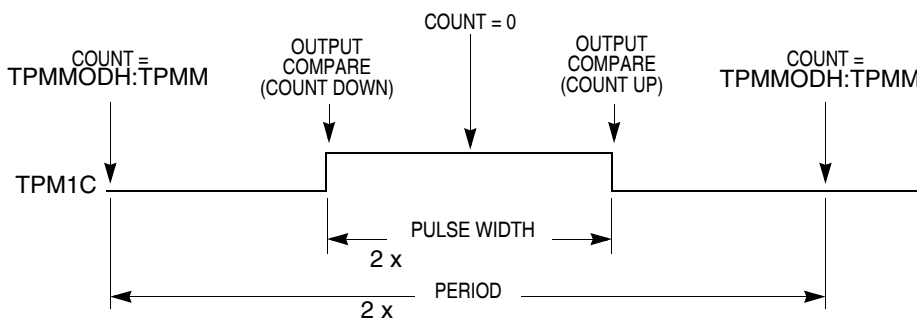 COUNT = 0
COUNT =
TPMMODH:TPMM
OUTPUT
COMPARE
(COUNT DOWN)
OUTPUT
COMPARE
(COUNT UP)
COUNT =
TPMMODH:TPMM
TPM1C
PULSE WIDTH
2 x
PERIOD
2 x